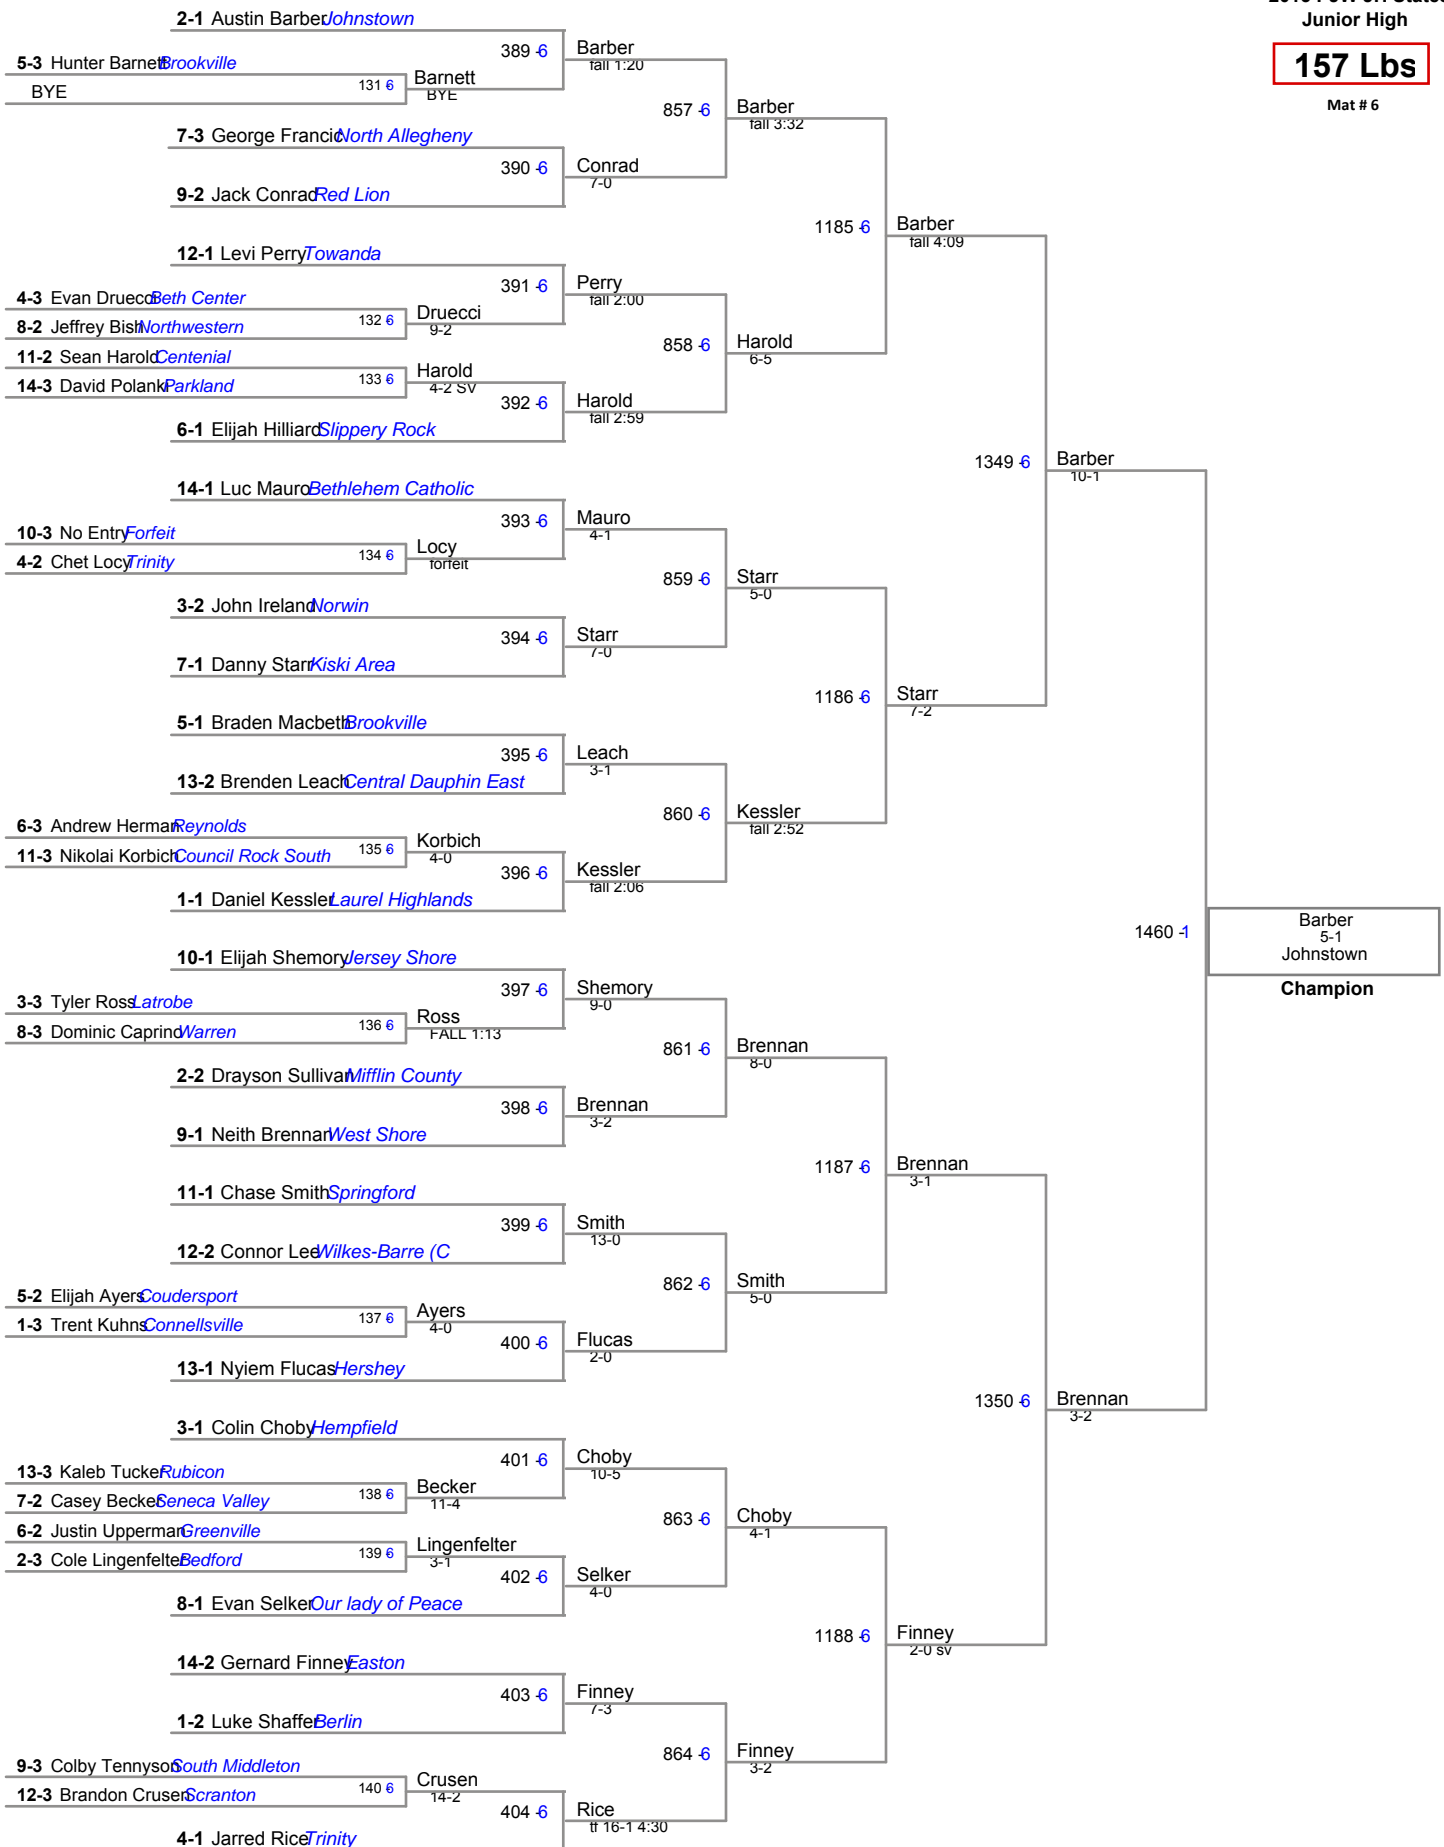 Junior High
157 Lbs
Mat # 6
2-1 Austin Barber Johnstown
389 -6
Barber
fall 1:20
5-3 Hunter Barnett Brookville
BYE
131 6
Barnett
BYE
857 -6
Barber
fall 3:32
7-3 George Francic North Allegheny
390 -6
Conrad
7-0
9-2 Jack Conrad Red Lion
1185 -6
Barber
fall 4:09
12-1 Levi Perry Towanda
391 -6
Perry
fall 2:00
4-3 Evan Druecci Beth Center
8-2 Jeffrey Bish Northwestern
132 6
Druecci
9-2
858 -6
Harold
6-5
11-2 Sean Harold Centenial
14-3 David Polanki Parkland
133 6
Harold
4-2 SV
392 -6
Harold
fall 2:59
6-1 Elijah Hilliard Slippery Rock
1349 -6
Barber
10-1
14-1 Luc Mauro Bethlehem Catholic
393 -6
Mauro
4-1
10-3 No Entry Forfeit
4-2 Chet Locy Trinity
134 6
Locy
forfeit
859 -6
Starr
5-0
3-2 John Ireland Norwin
394 -6
Starr
7-0
7-1 Danny Starr Kiski Area
1186 -6
Starr
7-2
5-1 Braden Macbeth Brookville
395 -6
Leach
3-1
13-2 Brenden Leach Central Dauphin East
860 -6
Kessler
fall 2:52
6-3 Andrew Herman Reynolds
11-3 Nikolai Korbich Council Rock South
135 6
Korbich
4-0
396 -6
Kessler
fall 2:06
1-1 Daniel Kessler Laurel Highlands
1460 -1
Barber
5-1
Johnstown
Champion
10-1 Elijah Shemory Jersey Shore
397 -6
Shemory
9-0
3-3 Tyler Ross Latrobe
8-3 Dominic Caprino Warren
136 6
Ross
FALL 1:13
861 -6
Brennan
8-0
2-2 Drayson Sullivan Mifflin County
398 -6
Brennan
3-2
9-1 Neith Brennan West Shore
1187 -6
Brennan
3-1
11-1 Chase Smith Springford
399 -6
Smith
13-0
12-2 Connor Lee Wilkes-Barre (C
862 -6
Smith
5-0
5-2 Elijah Ayers Coudersport
1-3 Trent Kuhns Connellsville
137 6
Ayers
4-0
400 -6
Flucas
2-0
13-1 Nyiem Flucas Hershey
1350 -6
Brennan
3-2
3-1 Colin Choby Hempfield
401 -6
Choby
10-5
13-3 Kaleb Tucker Rubicon
7-2 Casey Becker Seneca Valley
138 6
Becker
11-4
863 -6
Choby
4-1
6-2 Justin Upperman Greenville
2-3 Cole Lingenfelter Bedford
139 6
Lingenfelter
3-1
402 -6
Selker
4-0
8-1 Evan Selker Our lady of Peace
1188 -6
Finney
2-0 sv
14-2 Gernard Finney Easton
403 -6
Finney
7-3
1-2 Luke Shaffer Berlin
864 -6
Finney
3-2
9-3 Colby Tennyson South Middleton
12-3 Brandon Crusen Scranton
140 6
Crusen
14-2
404 -6
Rice
tf 16-1 4:30
4-1 Jarred Rice Trinity